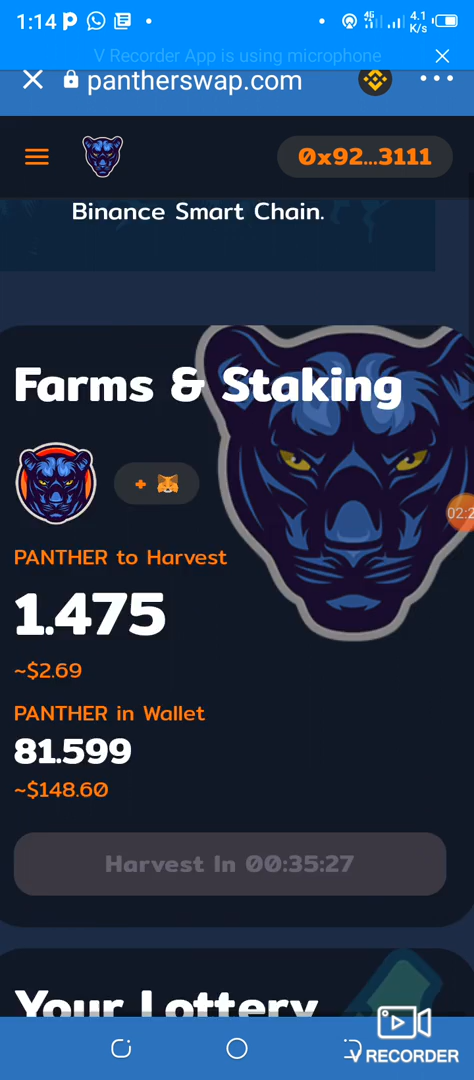 1:14
4G
4.1
K/s
V Recorder App is using microphone
pantherswap.com
0x92...3111
Binance Smart Chain.
Farms & Staking
+
PANTHER to Harvest
1.475
~$2.69
PANTHER in Wallet
81.599
~$148.60
Harvest In 00:35:27
Your Lottery
V RECORDER